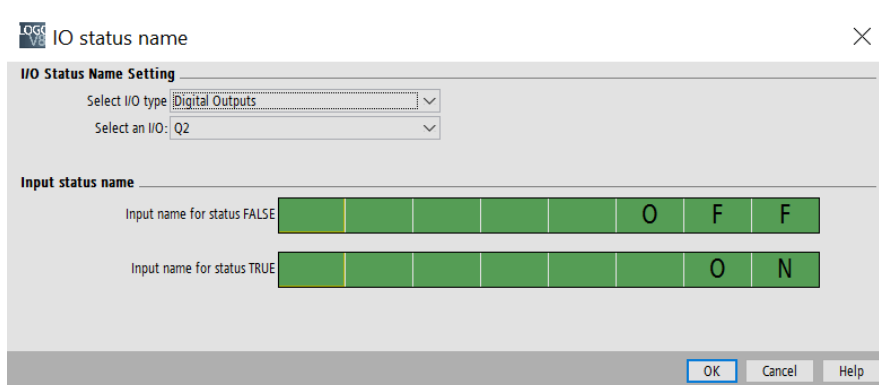 LOGO V8 IO status name
I/O Status Name Setting
Select I/O type Digital Outputs
Select an I/O: Q2
Input status name
Input name for status FALSE O F F
Input name for status TRUE O N
OK Cancel Help